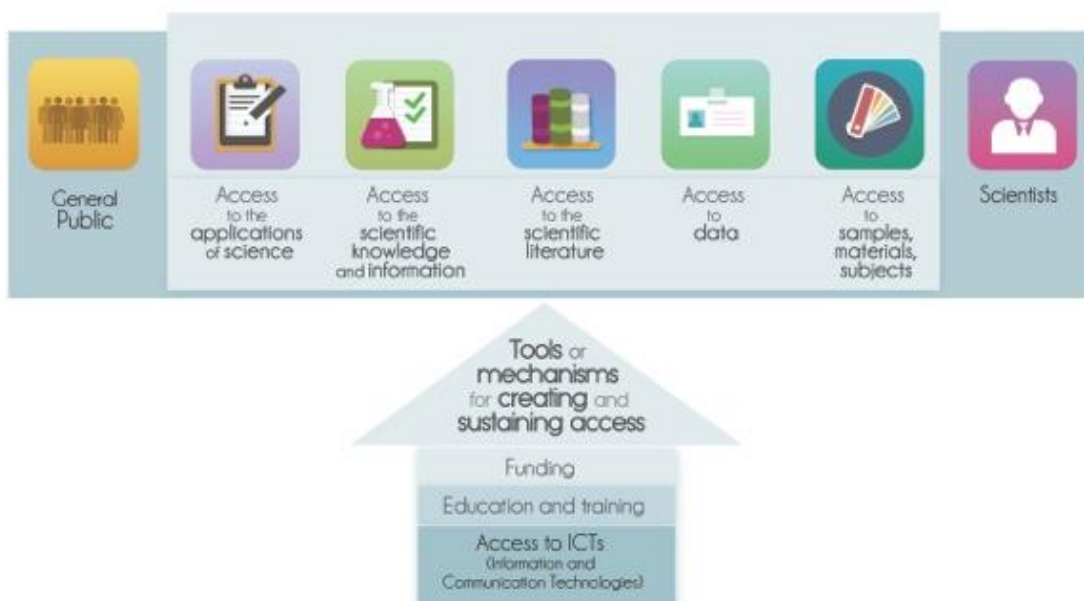 General
Public
Access
to the
applications
of science
Access
to the
scientific
knowledge
and information
Access
to the
scientific
literature
Access
to
data
Access
to
samples,
materials,
subjects
Scientists
Tools or
mechanisms
for creating and
sustaining access
Funding
Education and training
Access to ICTs
(Information and
Communication Technologies)